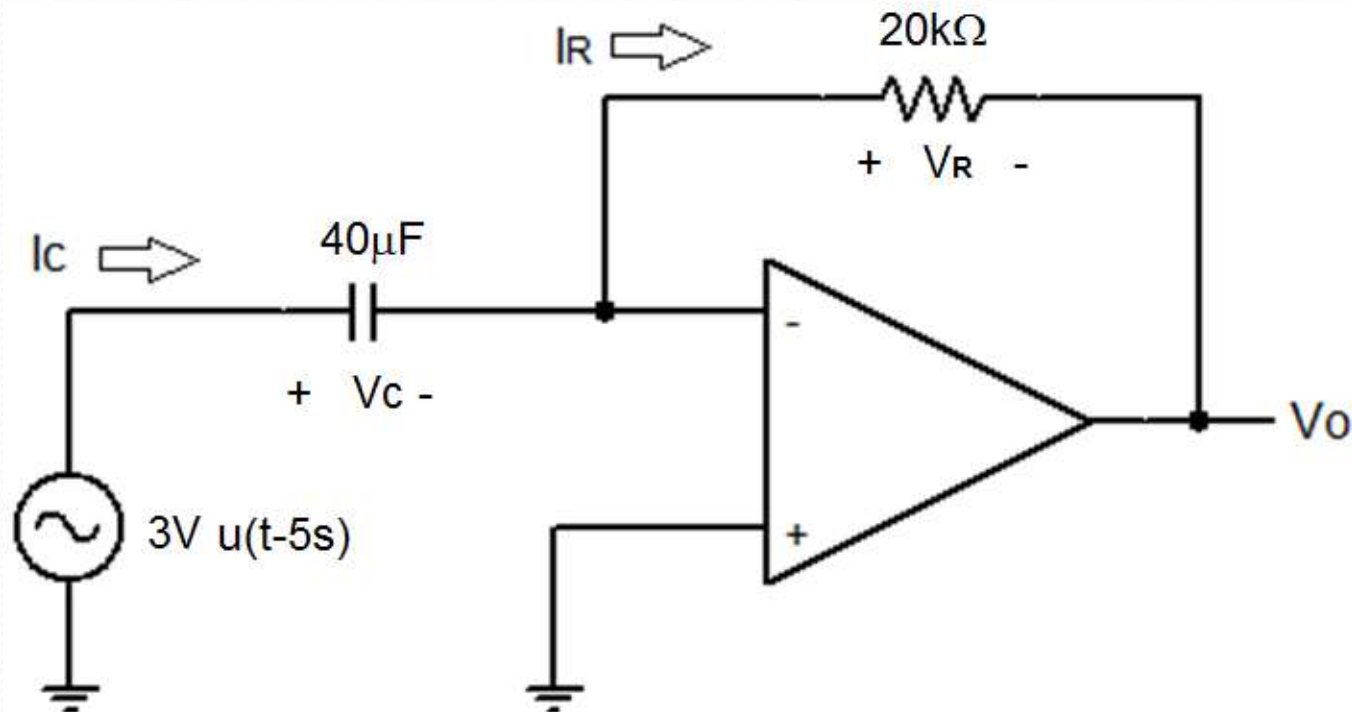 20kΩ
IR
+ VR -
40μF
IC
-
+ Vc -
Vo
3V u(t-5s)
+